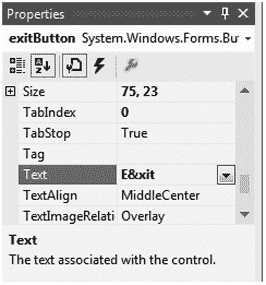 Properties
exitButton System.Windows.Forms.Bu
Size 75, 23
TabIndex 0
TabStop True
Tag
Text E&xit
TextAlign MiddleCenter
TextImageRelati Overlay
Text
The text associated with the control.